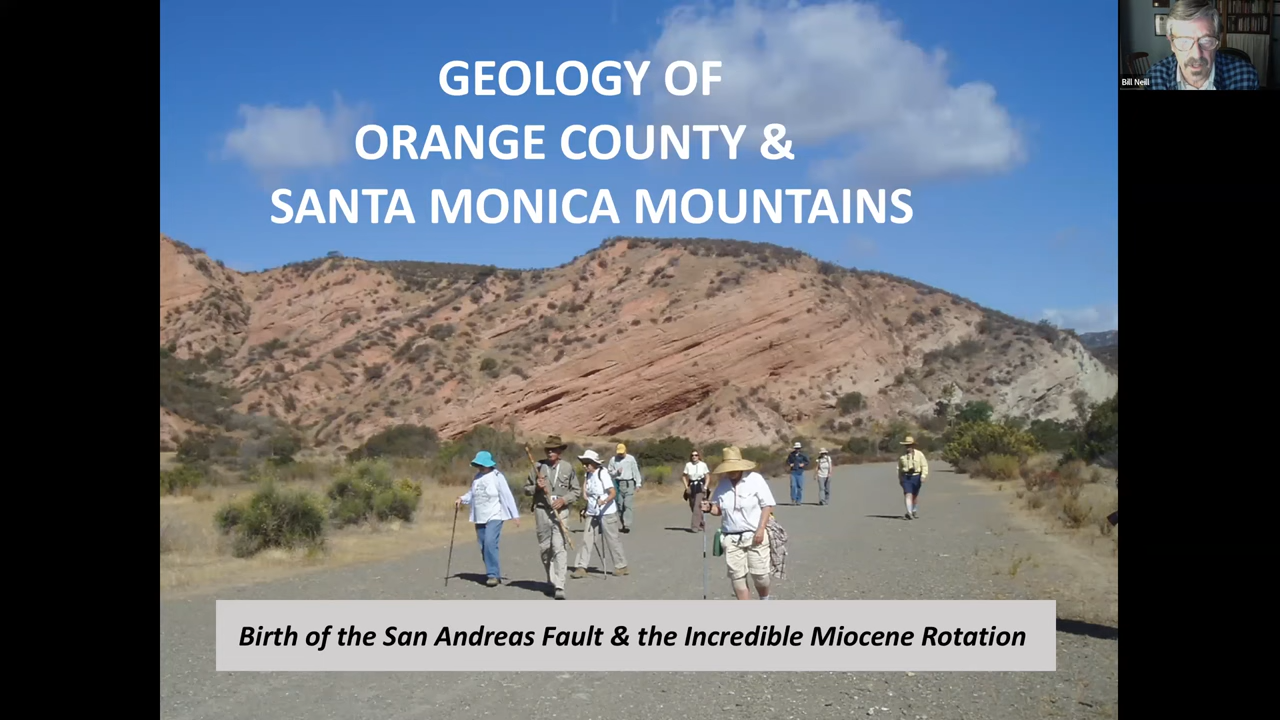 GEOLOGY OF
ORANGE COUNTY &
SANTA MONICA MOUNTAINS
Bill Neill
Birth of the San Andreas Fault & the Incredible Miocene Rotation